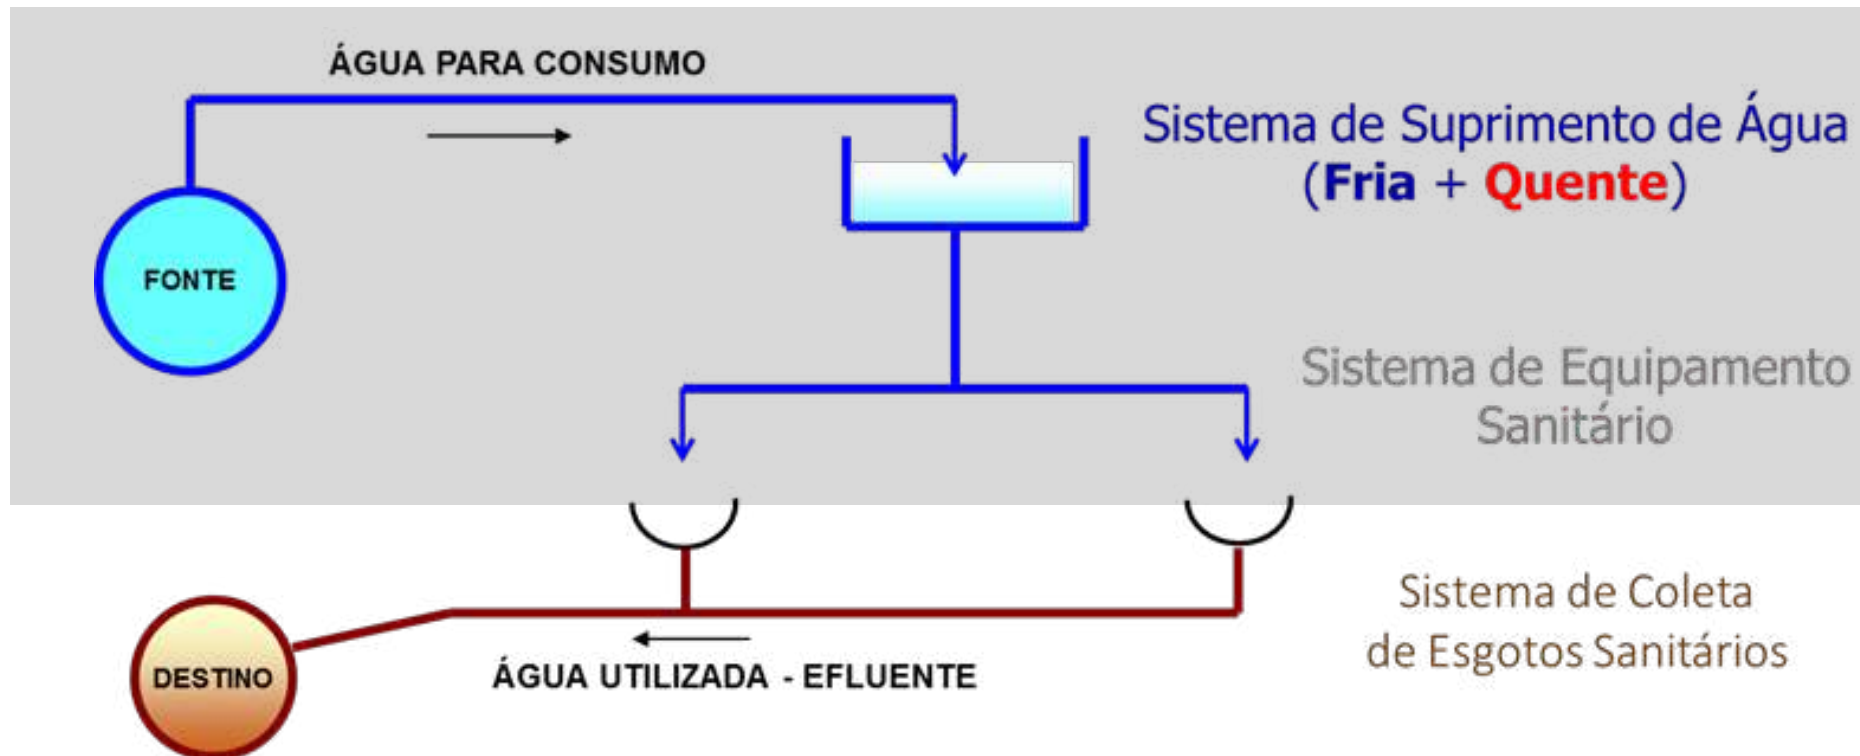 ÁGUA PARA CONSUMO
Sistema de Suprimento de Água
(Fria + Quente)
FONTE
Sistema de Equipamento
Sanitário
Sistema de Coleta
de Esgotos Sanitários
DESTINO
ÁGUA UTILIZADA - EFLUENTE